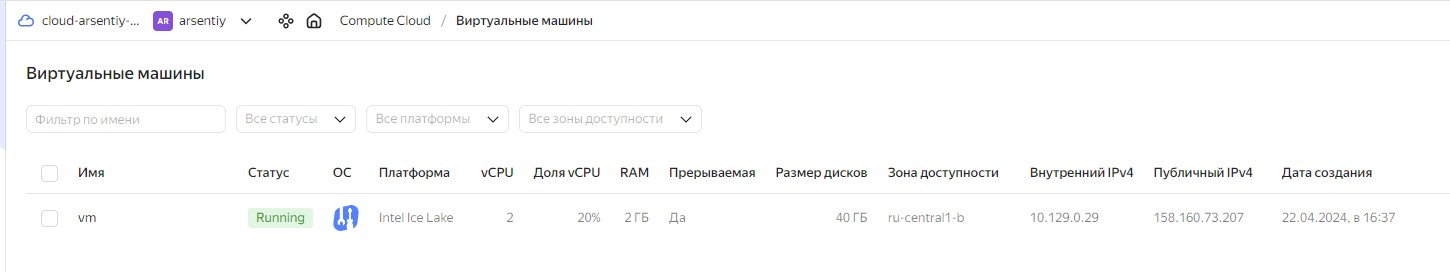 cloud-arsentiy-... AR arsentiy Compute Cloud / Виртуальные машины
Виртуальные машины
Фильтр по имени Все статусы Все платформы Все зоны доступности
Имя Статус ОС Платформа vCPU Доля vCPU RAM Прерываемая Размер дисков Зона доступности Внутренний IPv4 Публичный IPv4 Дата создания
vm Running Intel Ice Lake 2 20% 2 ГБ Да 40 ГБ ru-central1-b 10.129.0.29 158.160.73.207 22.04.2024, в 16:37